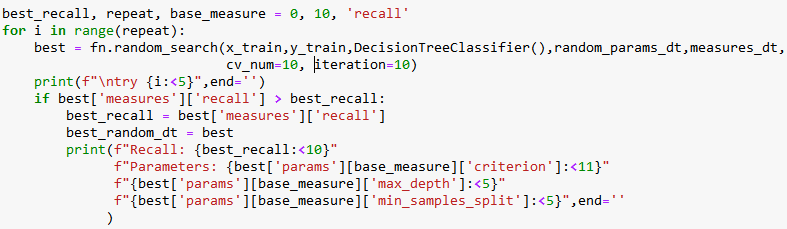 best_recall, repeat, base_measure = 0, 10, 'recall'
for i in range(repeat):
    best = fn.random_search(x_train,y_train,DecisionTreeClassifier(),random_params_dt,measures_dt,
                            cv_num=10, iteration=10)
    print(f"\ntry {i:<5}",end='')
    if best['measures']['recall'] > best_recall:
        best_recall = best['measures']['recall']
        best_random_dt = best
        print(f"Recall: {best_recall:<10}"
              f"Parameters: {best['params'][base_measure]['criterion']:<11}"
              f"{best['params'][base_measure]['max_depth']:<5}"
              f"{best['params'][base_measure]['min_samples_split']:<5}",end=''
             )